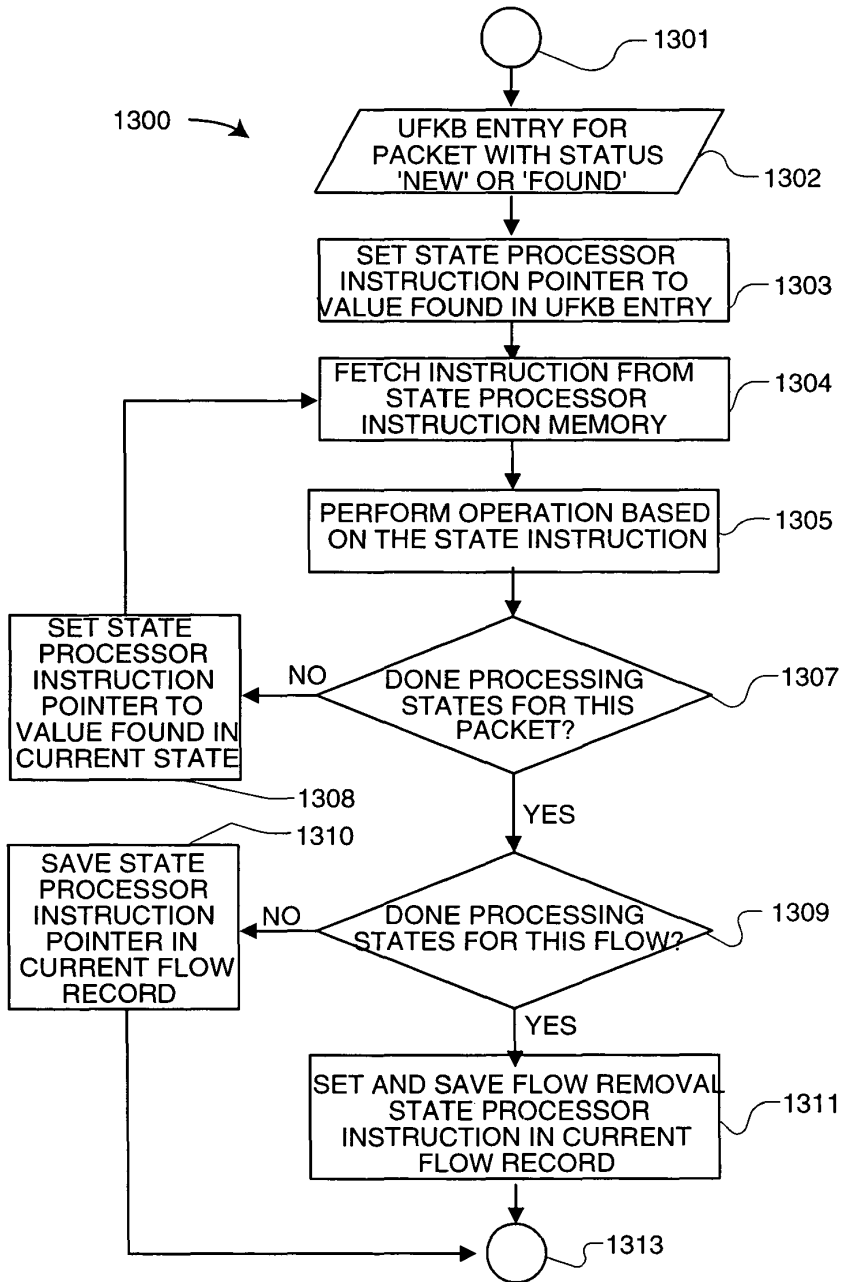 1301
1300
UFKB ENTRY FOR
PACKET WITH STATUS
'NEW' OR 'FOUND'
1302
SET STATE PROCESSOR
INSTRUCTION POINTER TO
VALUE FOUND IN UFKB ENTRY
1303
FETCH INSTRUCTION FROM
STATE PROCESSOR
INSTRUCTION MEMORY
1304
PERFORM OPERATION BASED
ON THE STATE INSTRUCTION
1305
SET STATE
PROCESSOR
INSTRUCTION
POINTER TO
VALUE FOUND IN
CURRENT STATE
1308
NO
DONE PROCESSING
STATES FOR THIS
PACKET?
1307
YES
1310
SAVE STATE
PROCESSOR
INSTRUCTION
POINTER IN
CURRENT FLOW
RECORD
NO
DONE PROCESSING
STATES FOR THIS FLOW?
1309
YES
SET AND SAVE FLOW REMOVAL
STATE PROCESSOR
INSTRUCTION IN CURRENT
FLOW RECORD
1311
1313